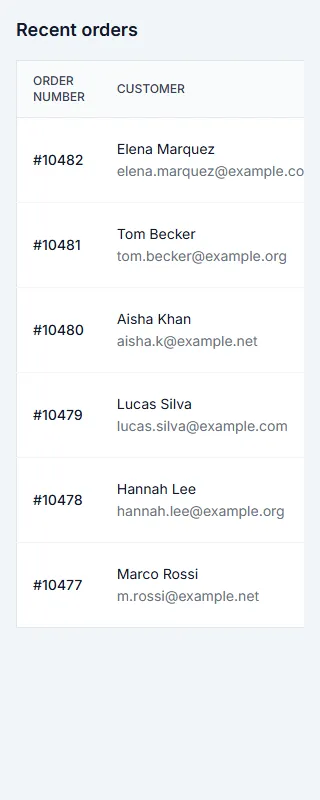 Recent orders
ORDER
NUMBER
CUSTOMER
#10482
Elena Marquez
elena.marquez@example.co
#10481
Tom Becker
tom.becker@example.org
#10480
Aisha Khan
aisha.k@example.net
#10479
Lucas Silva
lucas.silva@example.com
#10478
Hannah Lee
hannah.lee@example.org
#10477
Marco Rossi
m.rossi@example.net